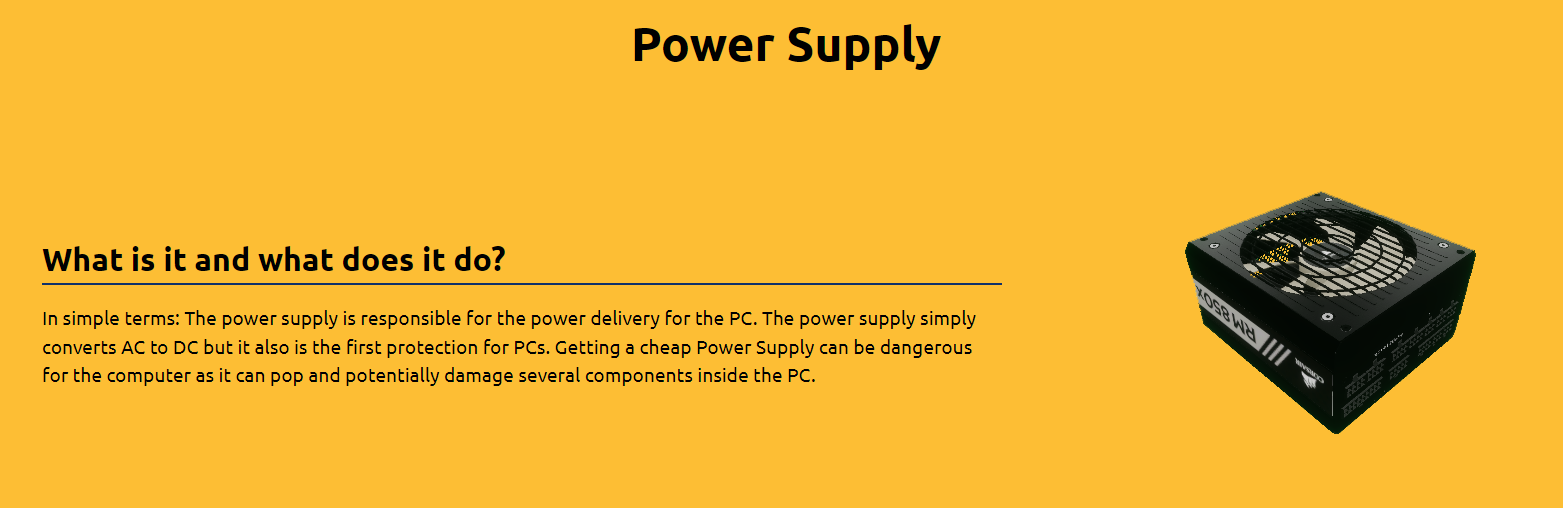 Power Supply
What is it and what does it do?
In simple terms: The power supply is responsible for the power delivery for the PC. The power supply simply
converts AC to DC but it also is the first protection for PCs. Getting a cheap Power Supply can be dangerous
for the computer as it can pop and potentially damage several components inside the PC.
RM850x
CORSAIR